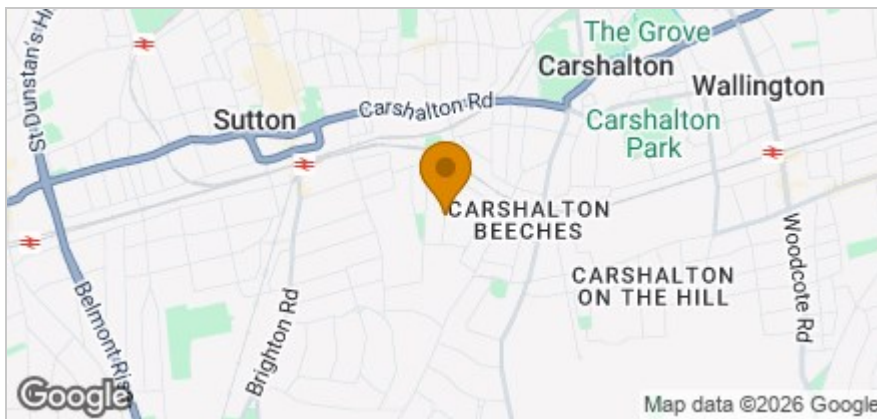 St Dunstan's H
The Grove
Carshalton
Wallington
Carshalton Rd
Sutton
Carshalton
Park
CARSHALTON
BEECHES
CARSHALTON
ON THE HILL
Woodcote Rd
Brighton Rd
Belmont Rise
Google
Map data ©2026 Google